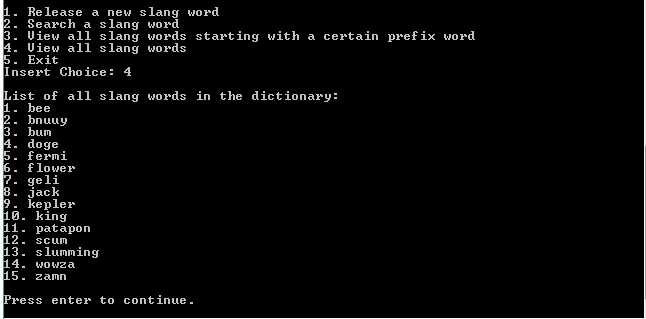 1. Release a new slang word
2. Search a slang word
3. View all slang words starting with a certain prefix word
4. View all slang words
5. Exit
Insert Choice: 4
List of all slang words in the dictionary:
1. bee
2. bnuuy
3. bum
4. doge
5. fermi
6. flower
7. geli
8. jack
9. kepler
10. king
11. patapon
12. scum
13. slumming
14. wowza
15. zamn
Press enter to continue.